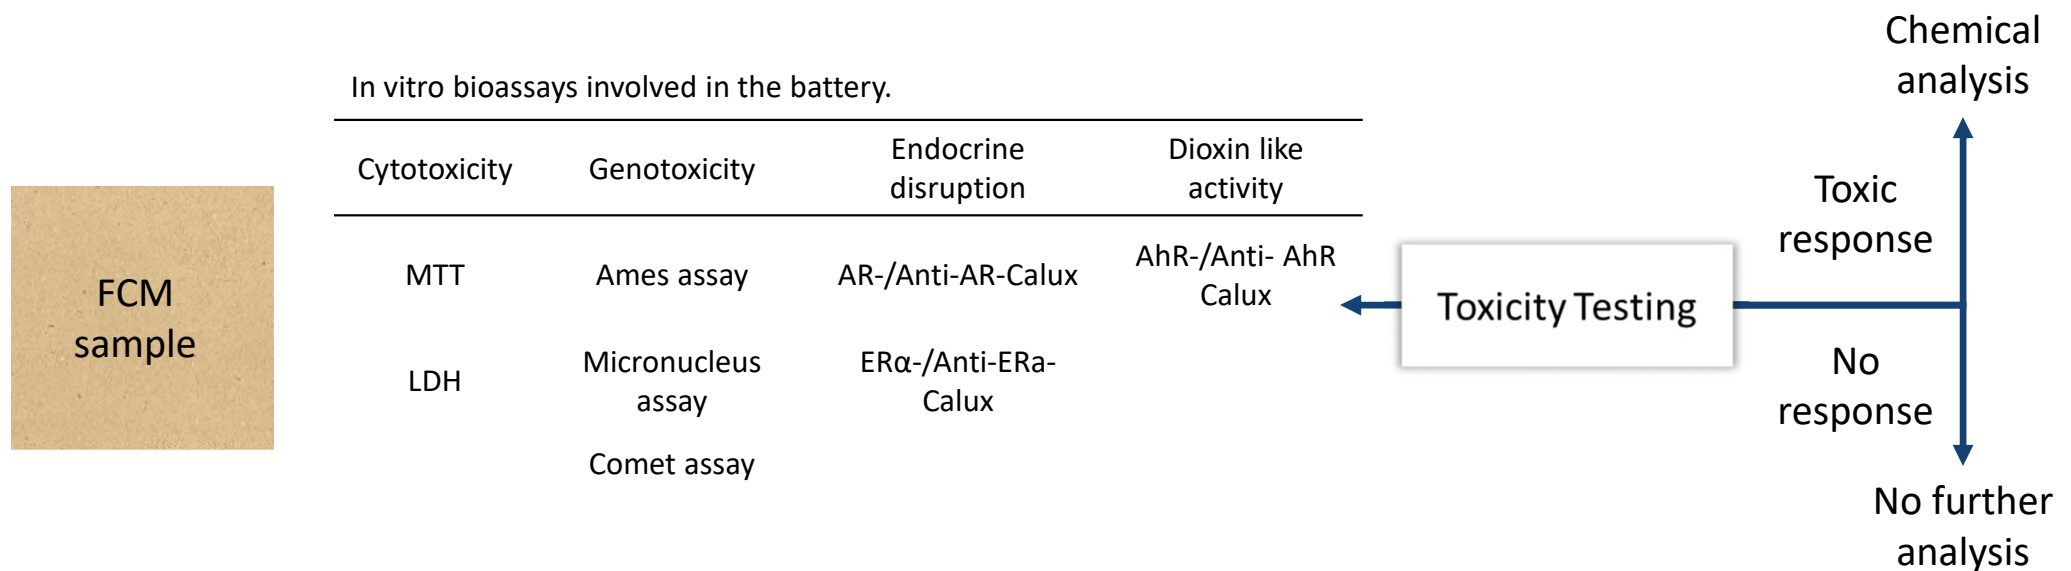 FCM
sample
In vitro bioassays involved in the battery.
Cytotoxicity
Genotoxicity
Endocrine
disruption
Dioxin like
activity
MTT
Ames assay
AR-/Anti-AR-Calux
AhR-/Anti- AhR
Calux
LDH
Micronucleus
assay
ERα-/Anti-ERa-
Calux
Comet assay
Toxicity Testing
Chemical
analysis
Toxic
response
No
response
No further
analysis